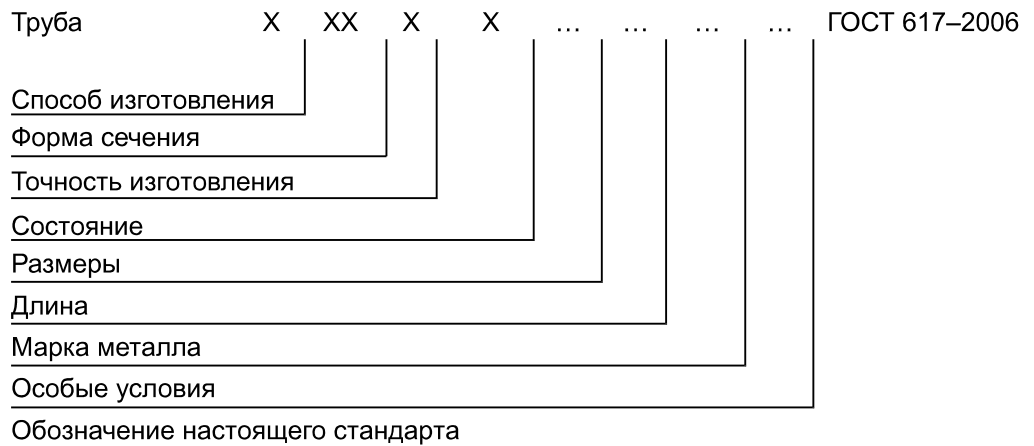 Труба X XX X X ... ... ... ... ГОСТ 617–2006
Способ изготовления
Форма сечения
Точность изготовления
Состояние
Размеры
Длина
Марка металла
Особые условия
Обозначение настоящего стандарта